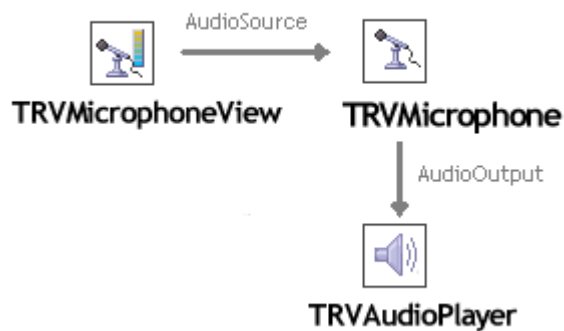 AudioSource
TRVMicrophoneView
TRVMicrophone
AudioOutput
TRVAudioPlayer